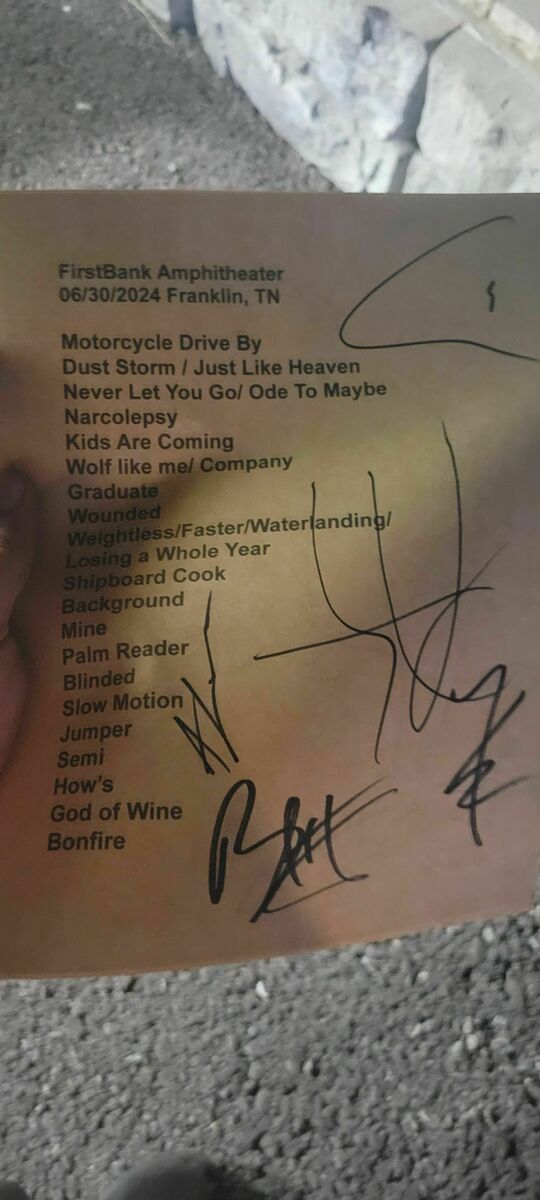 FirstBank Amphitheater
06/30/2024 Franklin, TN
Motorcycle Drive By
Dust Storm / Just Like Heaven
Never Let You Go/ Ode To Maybe
Narcolepsy
Kids Are Coming
Wolf like me/ Company
Graduate
Wounded
Weightless/Faster/Waterlanding/
Losing a Whole Year
Shipboard Cook
Background
Mine
Palm Reader
Blinded
Slow Motion
Jumper
Semi
How's
God of Wine
Bonfire